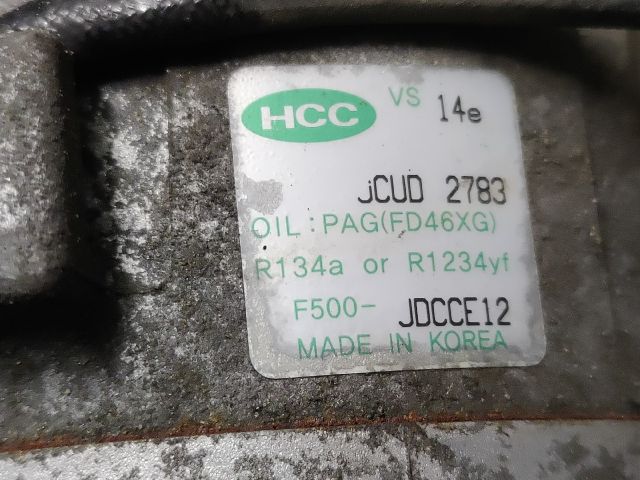 HCC VS 14e
jCUD 2783
OIL : PAG(FD46XG)
R134a or R1234yf
F500- JDCCE12
MADE IN KOREA